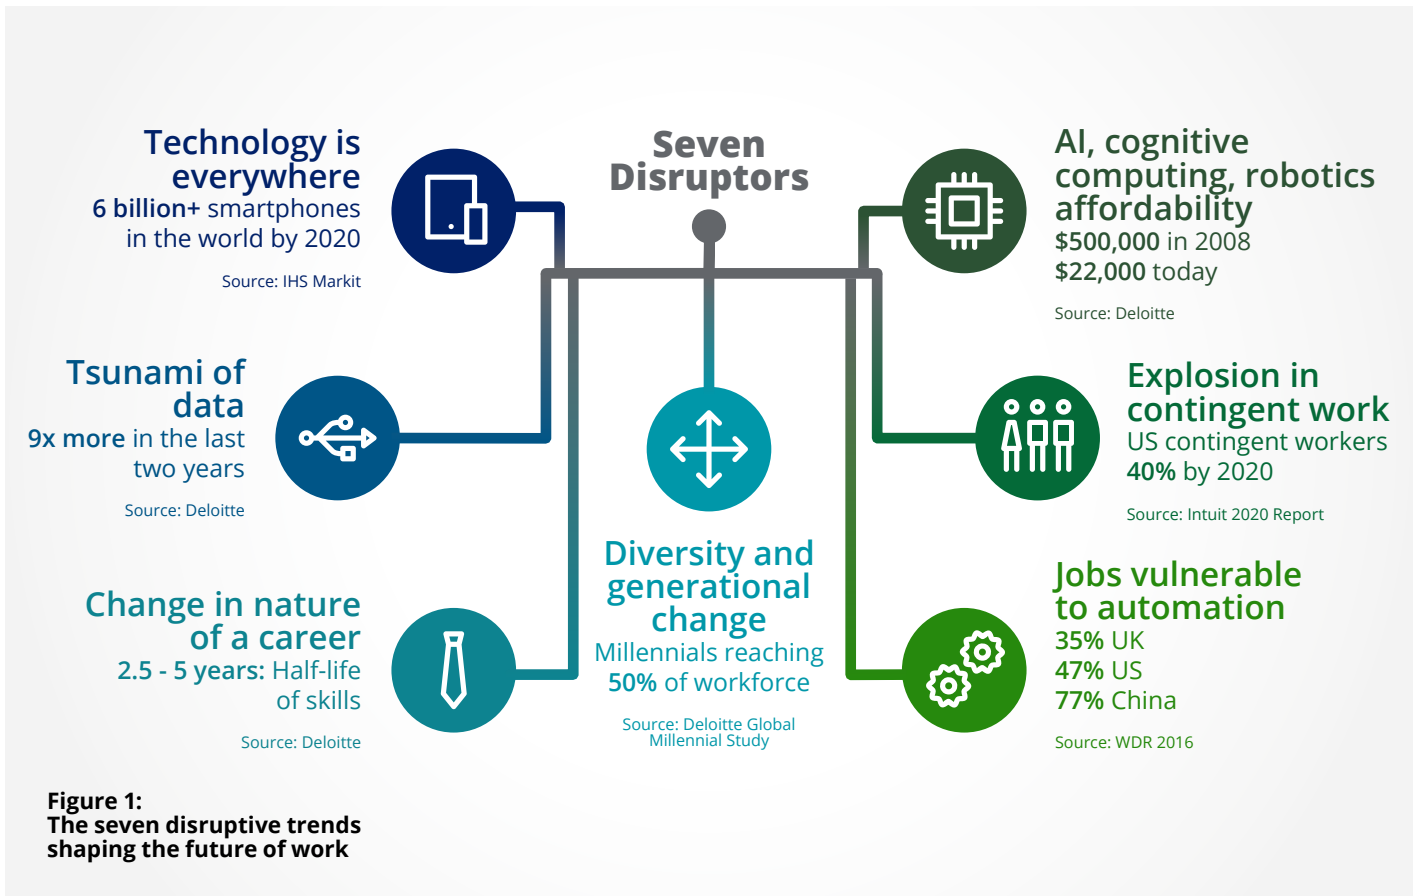 Seven
Disruptors
Technology is
everywhere
6 billion+ smartphones
in the world by 2020
Source: IHS Markit
Tsunami of
data
9x more in the last
two years
Source: Deloitte
Change in nature
of a career
2.5 - 5 years: Half-life
of skills
Source: Deloitte
Diversity and
generational
change
Millennials reaching
50% of workforce
Source: Deloitte Global
Millennial Study
AI, cognitive
computing, robotics
affordability
$500,000 in 2008
$22,000 today
Source: Deloitte
Explosion in
contingent work
US contingent workers
40% by 2020
Source: Intuit 2020 Report
Jobs vulnerable
to automation
35% UK
47% US
77% China
Source: WDR 2016
Figure 1:
The seven disruptive trends
shaping the future of work